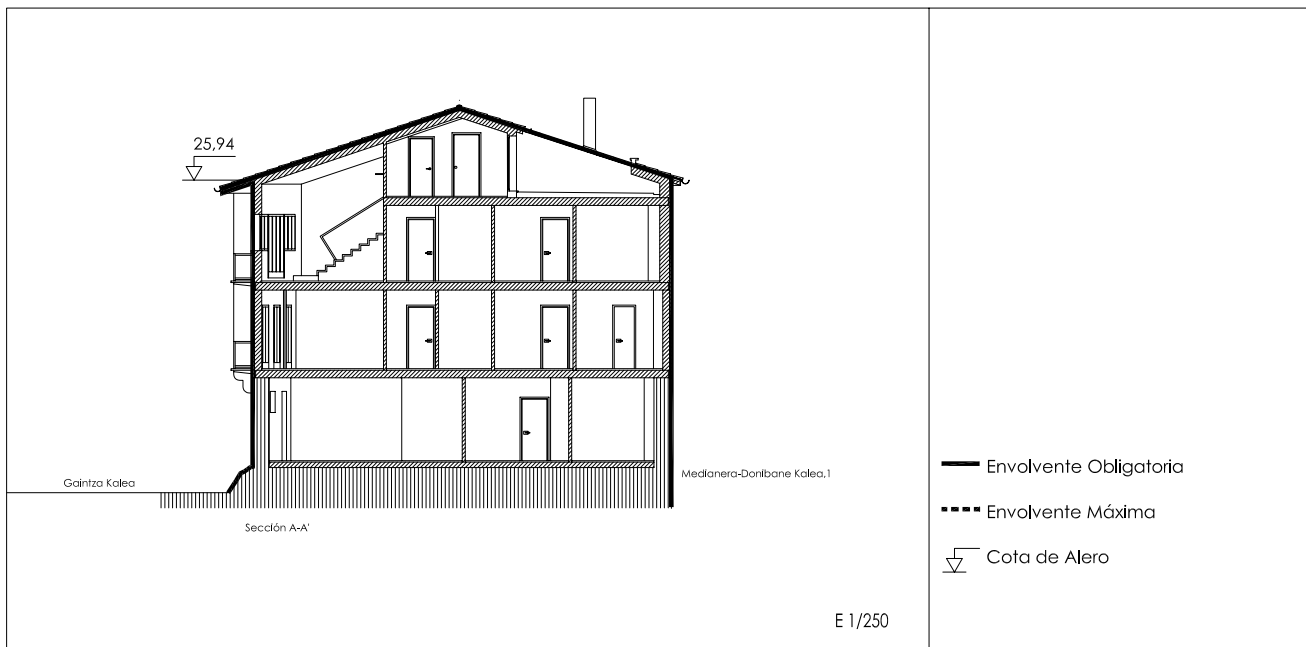 25,94
Gaintza Kalea
Medianera-Donibane Kalea,1
Sección A-A'
E 1/250
Envolvente Obligatoria
Envolvente Máxima
Cota de Alero